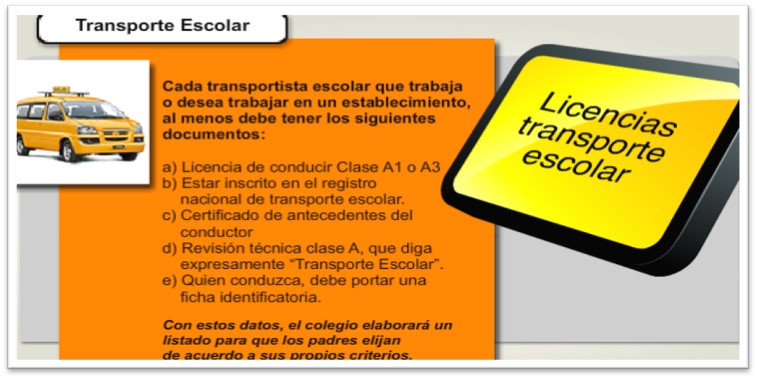 Transporte Escolar
Cada transportista escolar que trabaja
o desea trabajar en un establecimiento,
al menos debe tener los siguientes
documentos:
a) Licencia de conducir Clase A1 o A3
b) Estar inscrito en el registro
nacional de transporte escolar.
c) Certificado de antecedentes del
conductor
d) Revisión técnica clase A, que diga
expresamente “Transporte Escolar”.
e) Quien conduzca, debe portar una
ficha identificatoria.
Con estos datos, el colegio elaborará un
listado para que los padres elijan
de acuerdo a sus propios criterios.
Licencias
transporte
escolar